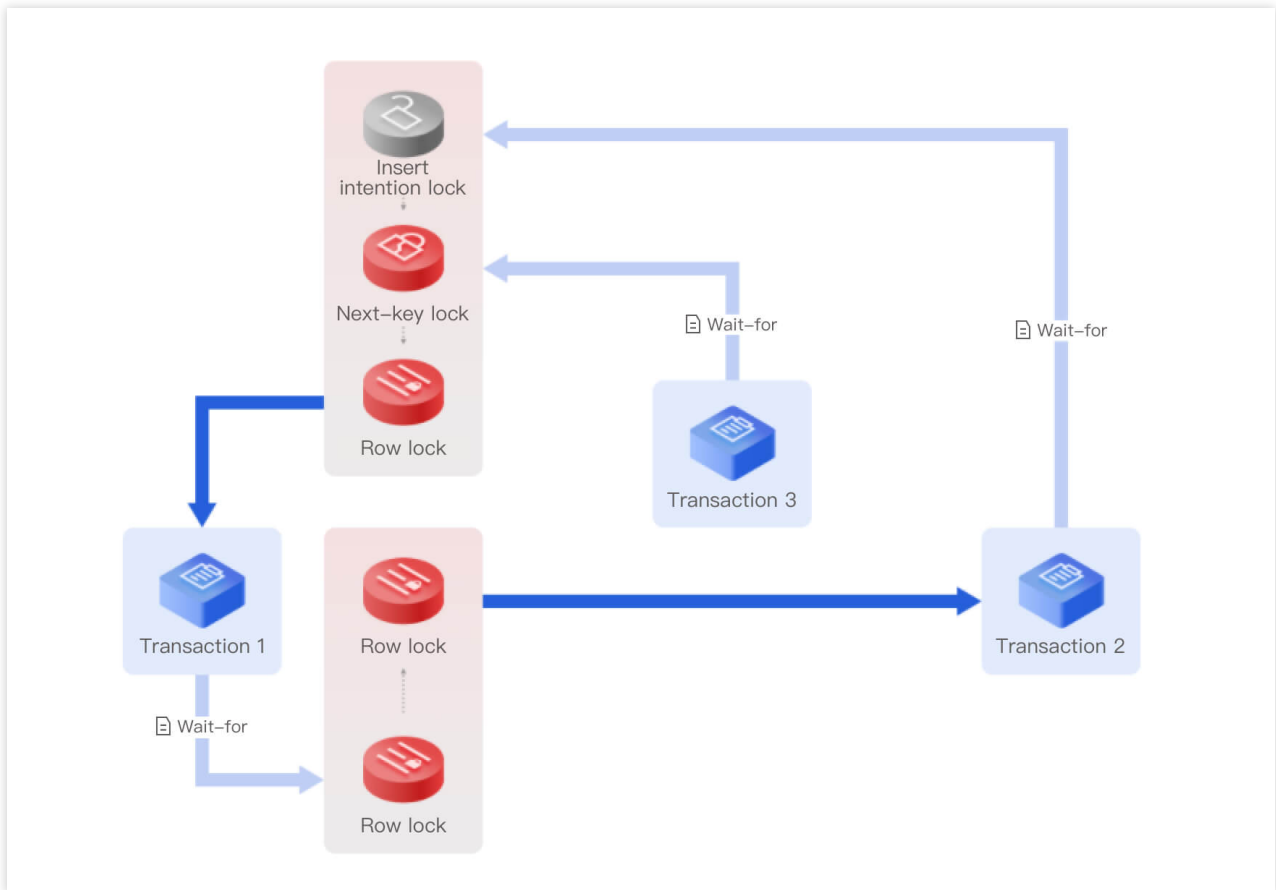 Insert
intention lock
Next-key lock
Wait-for
Wait-for
Row lock
Transaction 3
Transaction 1
Row lock
Transaction 2
Wait-for
Row lock